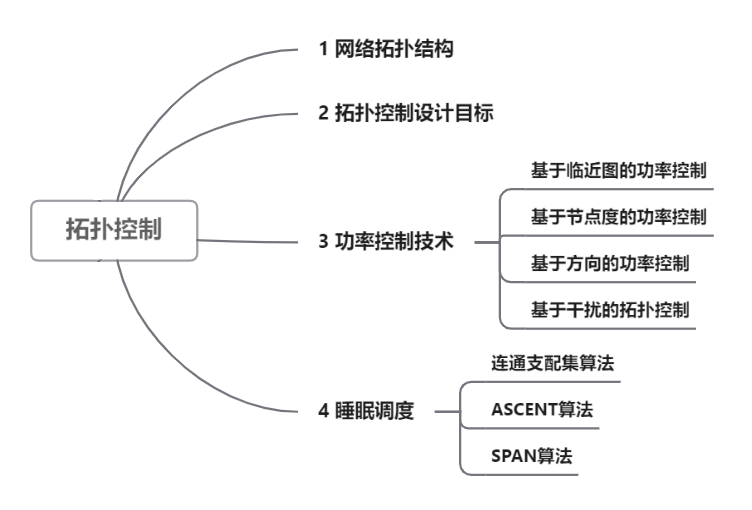 拓扑控制
1 网络拓扑结构
2 拓扑控制设计目标
3 功率控制技术
基于临近图的功率控制
基于节点度的功率控制
基于方向的功率控制
基于干扰的拓扑控制
4 睡眠调度
连通支配集算法
ASCENT算法
SPAN算法